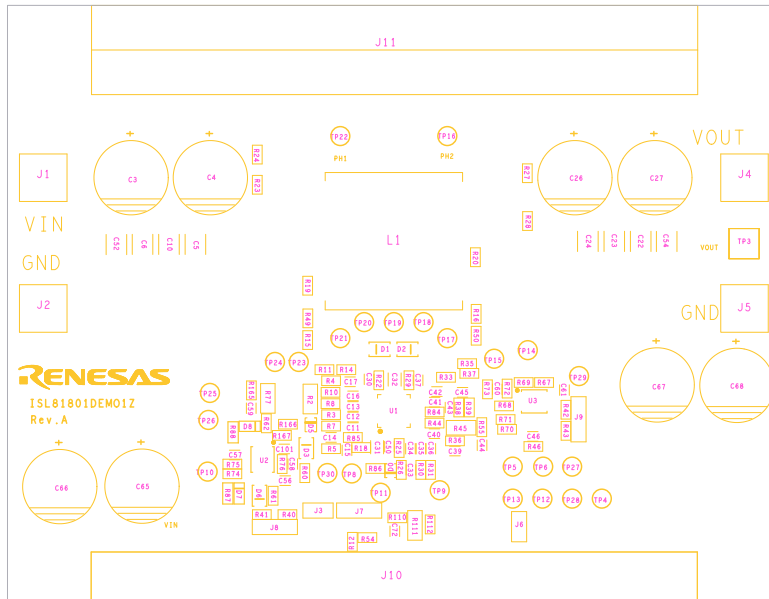 J11
TP22
TP16
PH1
PH2
VOUT
R24
R23
R27
R28
J1
C3
C4
C26
C27
J4
VIN
C52
C6
C10
C5
L1
C24
C23
C22
C54
VOUT
TP3
GND
R20
R19
J2
GND
J5
R49
R15
R16
R50
TP20
TP19
TP18
TP21
TP17
D1
D2
TP14
TP15
TP24
TP23
R11
R14
R35
R37
R33
RENESAS
ISL81801DEMO1Z
Rev.A
TP25
TP26
R165
C59
R77
R62
R2
R4
C17
C30
R22
C32
R29
C37
R10
C16
R8
C13
R3
C12
R7
C11
U1
C42
C45
C41
R84
C43
R38
R39
R44
C40
R45
R36
C39
R55
C44
R73
C60
R72
R69
R67
C61
TP29
U3
R68
R71
R70
R42
R43
J9
C46
R46
C67
C68
R88
D8
R166
R167
D5
C14
R85
R5
C15
R18
C31
C50
R25
C34
C35
C36
C57
R75
R74
U2
C101
R78
C58
D3
R60
C56
TP10
TP30
TP8
R86
D9
R26
C33
R30
R31
TP5
TP6
TP27
C66
C65
VIN
R87
D7
D6
R61
TP11
TP9
TP13
TP12
TP28
TP4
R41
R40
J8
J3
J7
R110
C72
R111
R112
J6
R54
J10